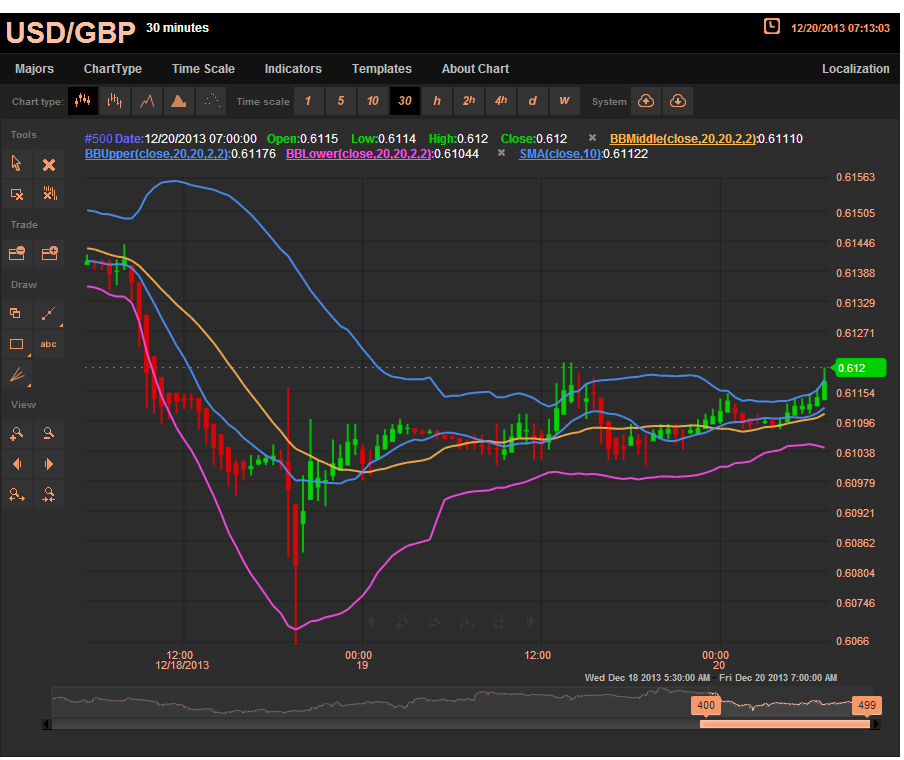 USD/GBP 30 minutes 12/20/2013 07:13:03
Majors ChartType Time Scale Indicators Templates About Chart Localization
Chart type: Time scale 1 5 10 30 h 2h 4h d w System
Tools
#500 Date:12/20/2013 07:00:00 Open:0.6115 Low:0.6114 High:0.612 Close:0.612 BBMiddle(close,20,20,2,2):0.61110
BBUpper(close,20,20,2,2):0.61176 BBLower(close,20,20,2,2):0.61044 SMA(close,10):0.61122
0.61563
0.61505
Trade
0.61446
0.61388
Draw
0.61329
0.61271
abc
0.612
0.61154
View
0.61096
0.61038
0.60979
0.60921
0.60862
0.60804
0.60746
0.6066
12:00 00:00 12:00 00:00
12/18/2013 19 20
Wed Dec 18 2013 5:30:00 AM - Fri Dec 20 2013 7:00:00 AM
400 499